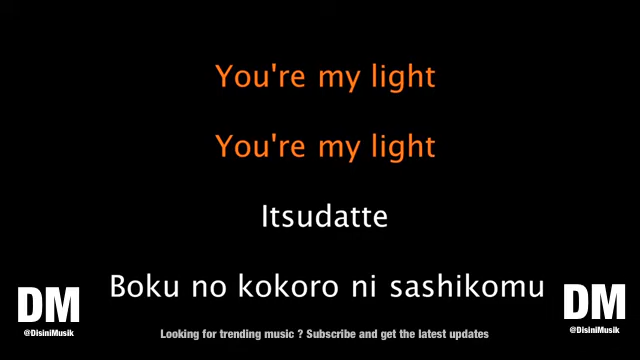 You're my light
You're my light
Itsudatte
Boku no kokoro ni sashikomu
DM
@DisiniMusik
DM
@DisiniMusik
Looking for trending music ? Subscribe and get the latest updates